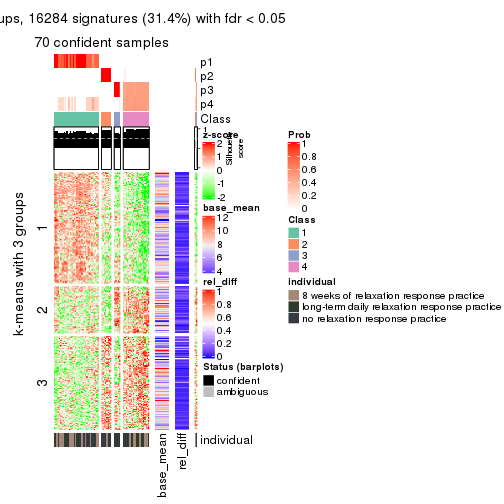 ups, 16284 signatures (31.4%) with fdr < 0.05
70 confident samples
p1
p2
p3
p4
Class
1
Silhouette
score
k-means with 3 groups
1
2
3
individual
base_mean
rel_diff
z-score
2
1
0
-1
-2
base_mean
12
10
8
6
4
rel_diff
1
0.8
0.6
0.4
0.2
0
Status (barplots)
confident
ambiguous
Prob
1
0.8
0.6
0.4
0.2
0
Class
1
2
3
4
individual
8 weeks of relaxation response practice
long-term daily relaxation response practice
no relaxation response practice